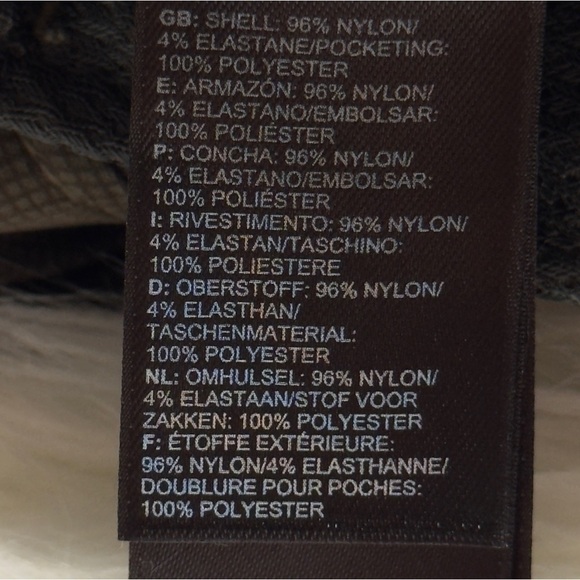 GB: SHELL: 96% NYLON/
4% ELASTANE/POCKETING:
100% POLYESTER
E: ARMAZÓN: 96% NYLON/
4% ELASTANO/EMBOLSAR:
100% POLIÉSTER
P: CONCHA: 96% NYLON/
4% ELASTANO/EMBOLSAR:
100% POLIÉSTER
I: RIVESTIMENTO: 96% NYLON/
4% ELASTAN/TASCHINO:
100% POLIESTERE
D: OBERSTOFF: 96% NYLON/
4% ELASTHAN/
TASCHENMATERIAL:
100% POLYESTER
NL: OMHULSEL: 96% NYLON/
4% ELASTAAN/STOF VOOR
ZAKKEN: 100% POLYESTER
F: ÉTOFFE EXTÉRIEURE:
96% NYLON/4% ELASTHANNE/
DOUBLURE POUR POCHES:
100% POLYESTER